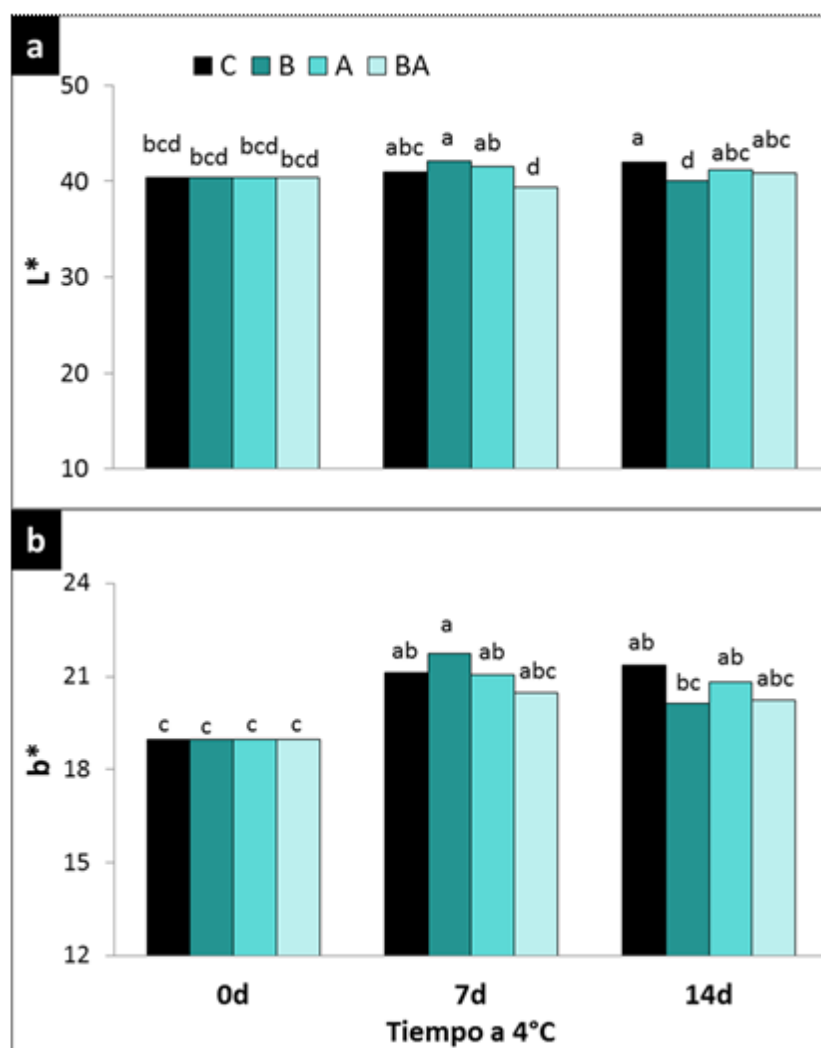 a
C B A BA
50
40
30
20
10
L*
bcd bcd bcd bcd
abc a ab d
a d abc abc
b
24
21
18
15
12
b*
c c c c
ab a ab abc
ab bc ab abc
0d 7d 14d
Tiempo a 4°C